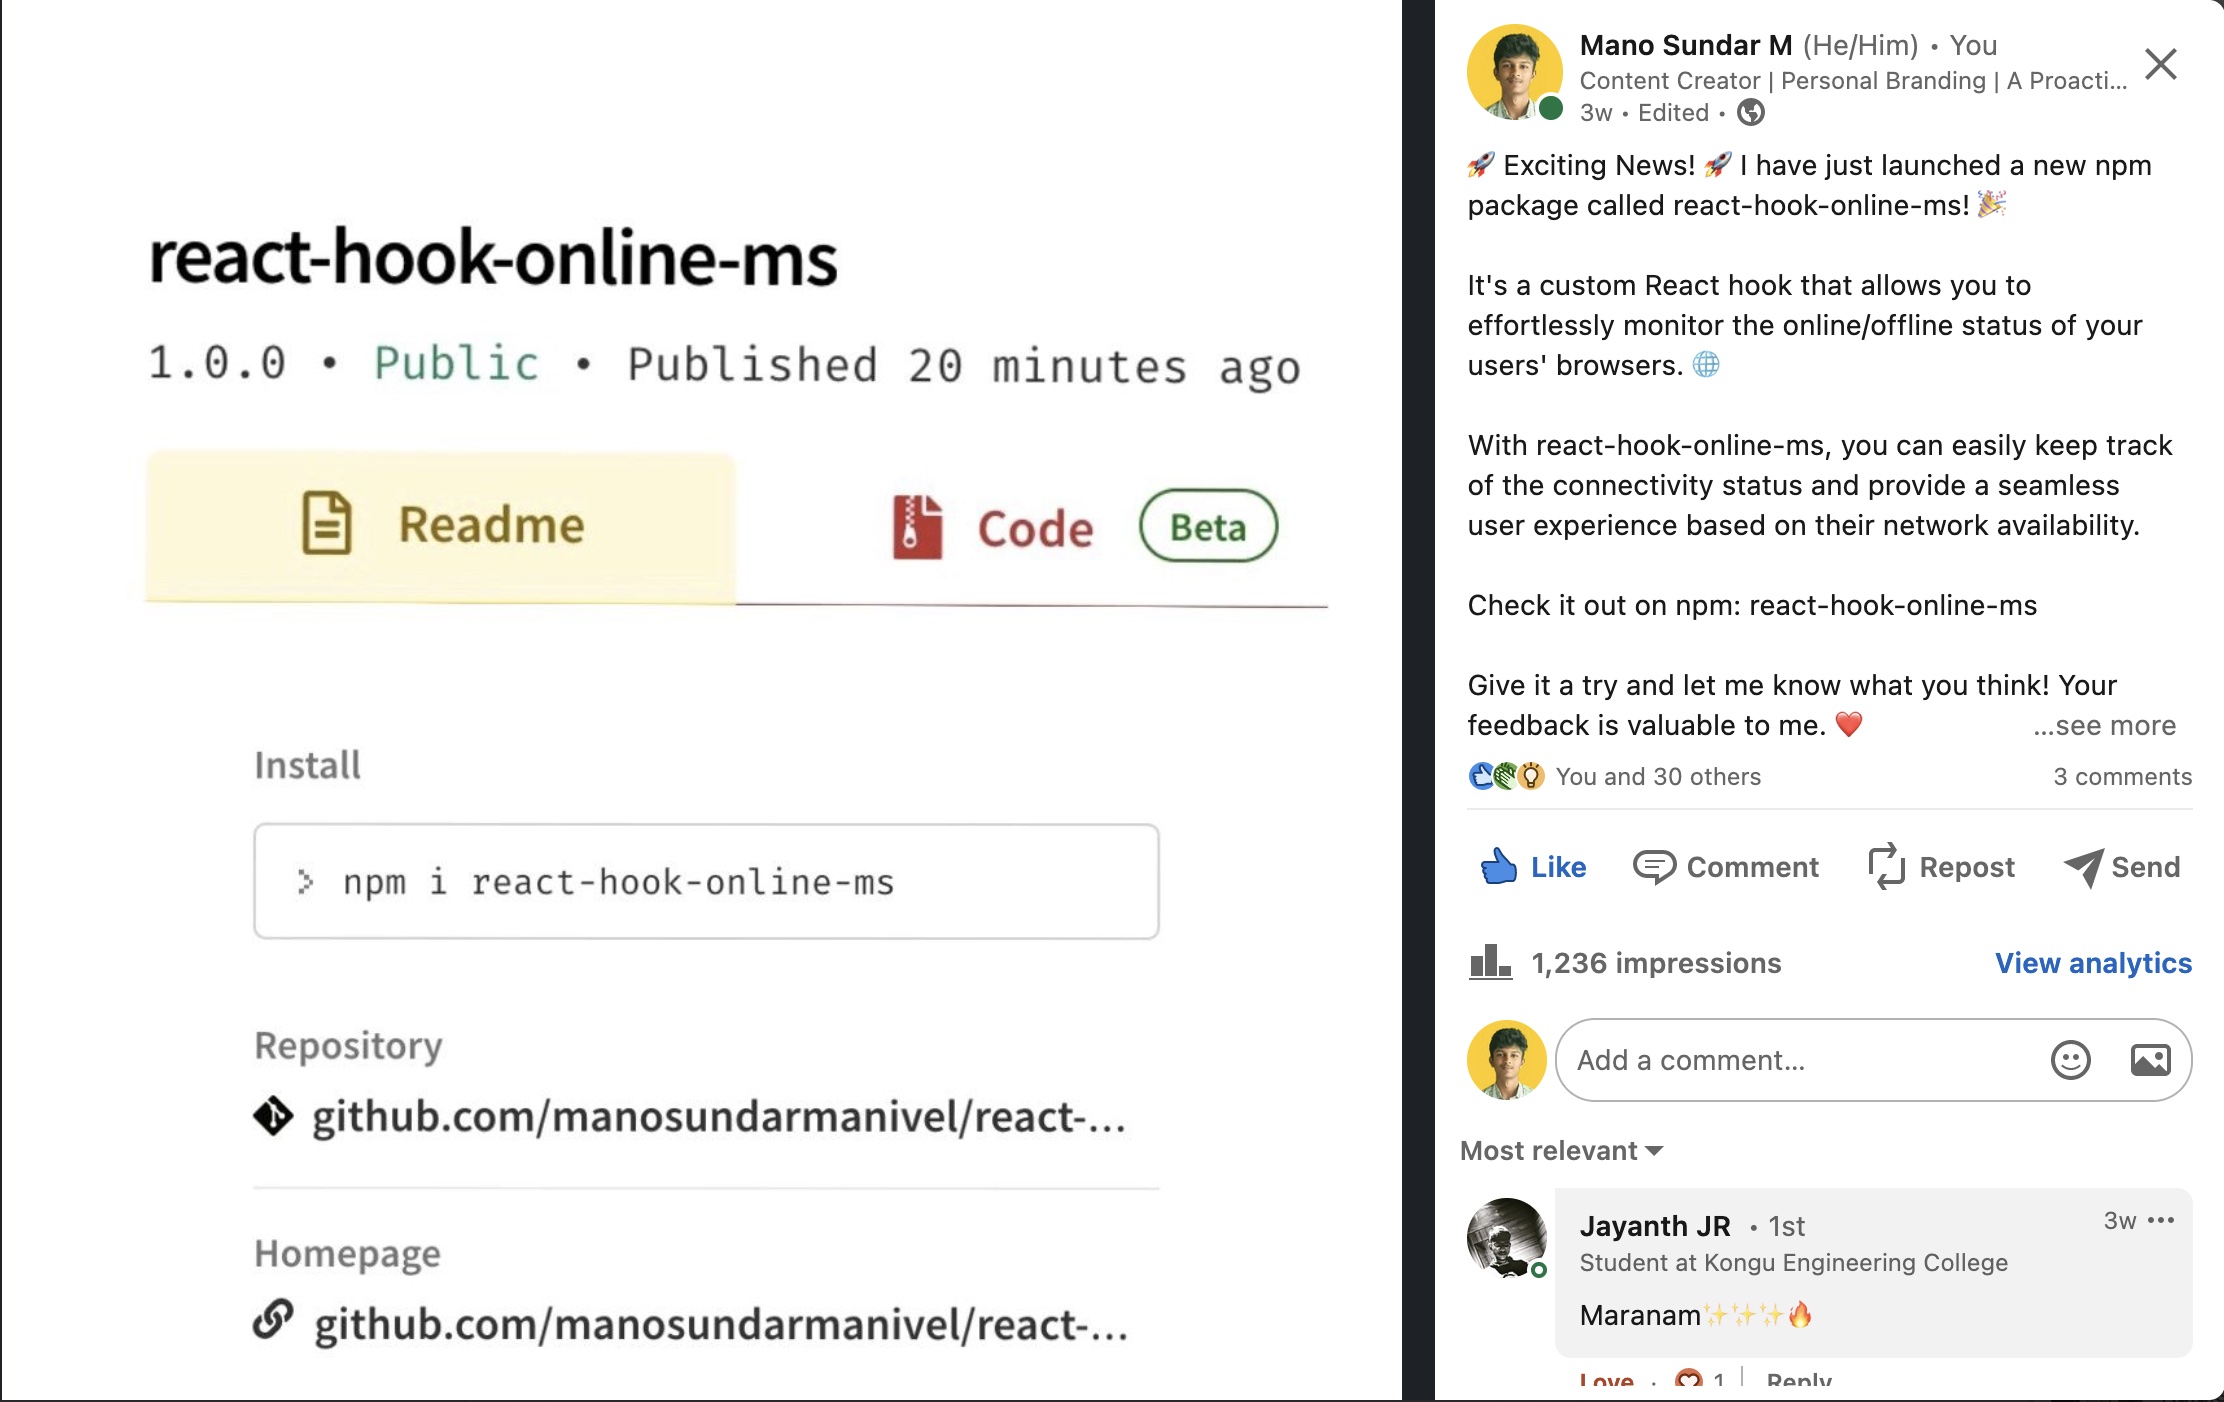 react-hook-online-ms
1.0.0 • Public • Published 20 minutes ago
Readme
Code Beta
Install
> npm i react-hook-online-ms
Repository
github.com/manosundarmanivel/react-...
Homepage
github.com/manosundarmanivel/react-...
Mano Sundar M (He/Him) • You
Content Creator | Personal Branding | A Proacti...
3w • Edited •
🚀 Exciting News! 🚀 I have just launched a new npm
package called react-hook-online-ms! 🎉
It's a custom React hook that allows you to
effortlessly monitor the online/offline status of your
users' browsers. 🌐
With react-hook-online-ms, you can easily keep track
of the connectivity status and provide a seamless
user experience based on their network availability.
Check it out on npm: react-hook-online-ms
Give it a try and let me know what you think! Your
feedback is valuable to me. ❤️ ...see more
You and 30 others 3 comments
Like Comment Repost Send
1,236 impressions View analytics
Add a comment...
Most relevant
Jayanth JR • 1st 3w
Student at Kongu Engineering College
Maranam✨✨✨🔥
Love · 1 | Reply